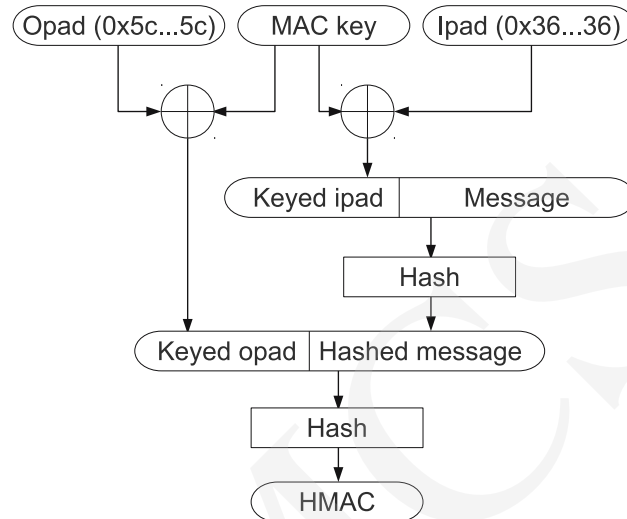 Opad (0x5c...5c) MAC key Ipad (0x36...36)
Keyed ipad Message
Hash
Keyed opad Hashed message
Hash
HMAC